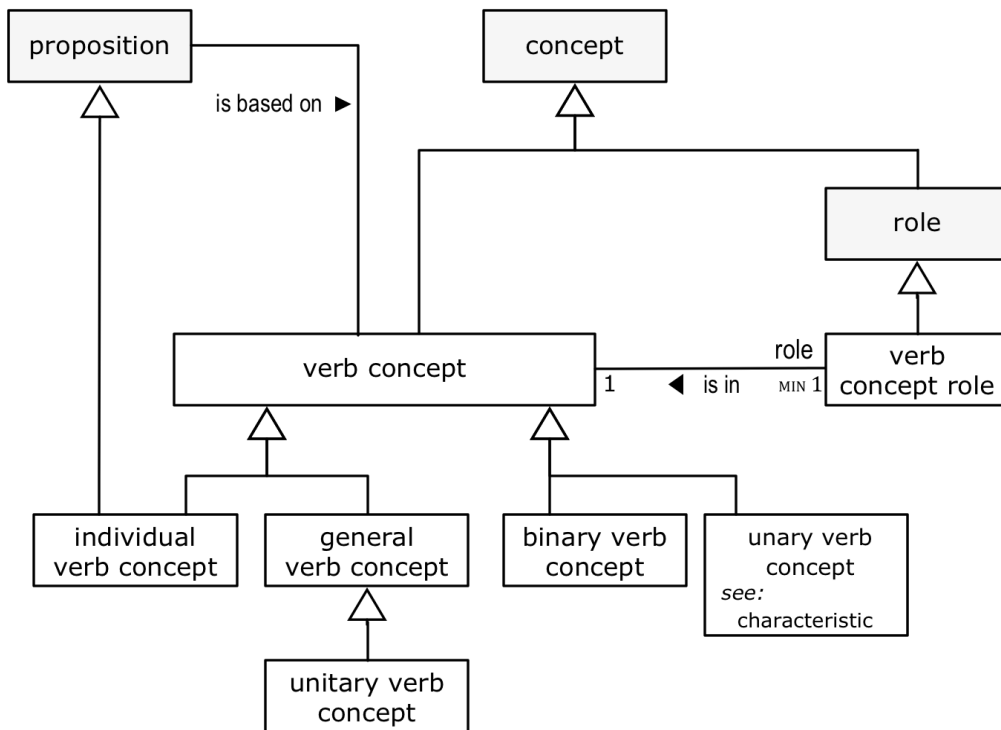 proposition
concept
is based on ►
role
verb concept
role
1
◄ is in
MIN 1
verb
concept role
individual
verb concept
general
verb concept
binary verb
concept
unary verb
concept
see:
characteristic
unitary verb
concept